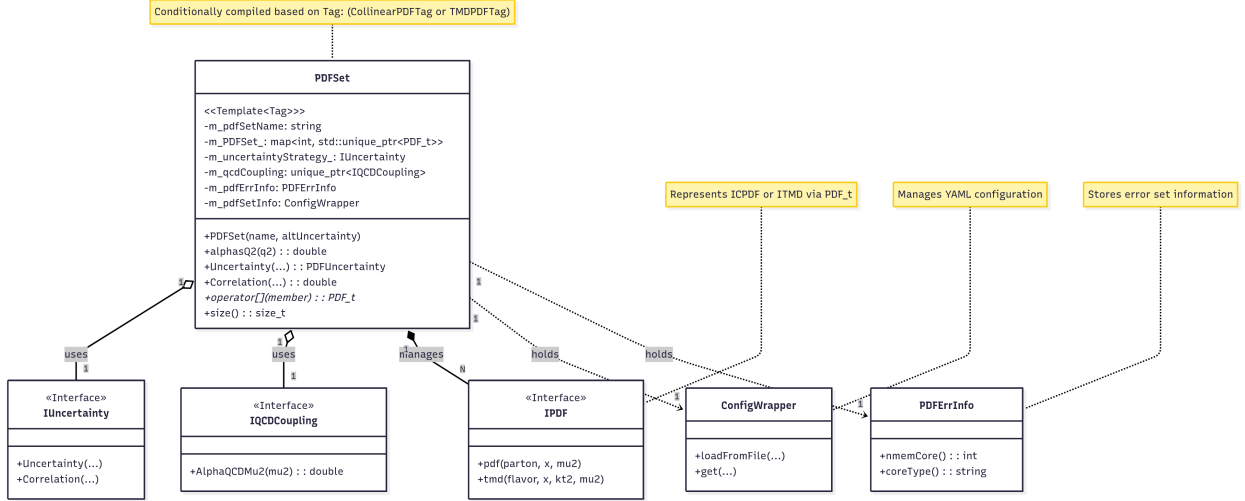 Conditionally compiled based on Tag: (CollinearPDFTag or TMDPDFTag)
PDFSet
<<Template<Tag>>>
-m_pdfSetName: string
-m_PDFSet_: map<int, std::unique_ptr<PDF_t>>
-m_uncertaintyStrategy_: IUncertainty
-m_qcdCoupling: unique_ptr<IQCDCoupling>
-m_pdfErrInfo: PDFErrInfo
-m_pdfSetInfo: ConfigWrapper
+PDFSet(name, altUncertainty)
+alphasQ2(q2) : : double
+Uncertainty(...) : : PDFUncertainty
+Correlation(...) : : double
+operator[](member) : : PDF_t
+size() : : size_t
Represents ICPDF or ITMD via PDF_t
Manages YAML configuration
Stores error set information
1
1
1
1
1
uses
uses
manages
holds
holds
1
1
N
1
1
«Interface»
IUncertainty
+Uncertainty(...)
+Correlation(...)
«Interface»
IQCDCoupling
+AlphaQCDMu2(mu2) : : double
«Interface»
IPDF
+pdf(parton, x, mu2)
+tmd(flavor, x, kt2, mu2)
ConfigWrapper
+loadFromFile(...)
+get(...)
PDFErrInfo
+nmemCore() : : int
+coreType() : : string